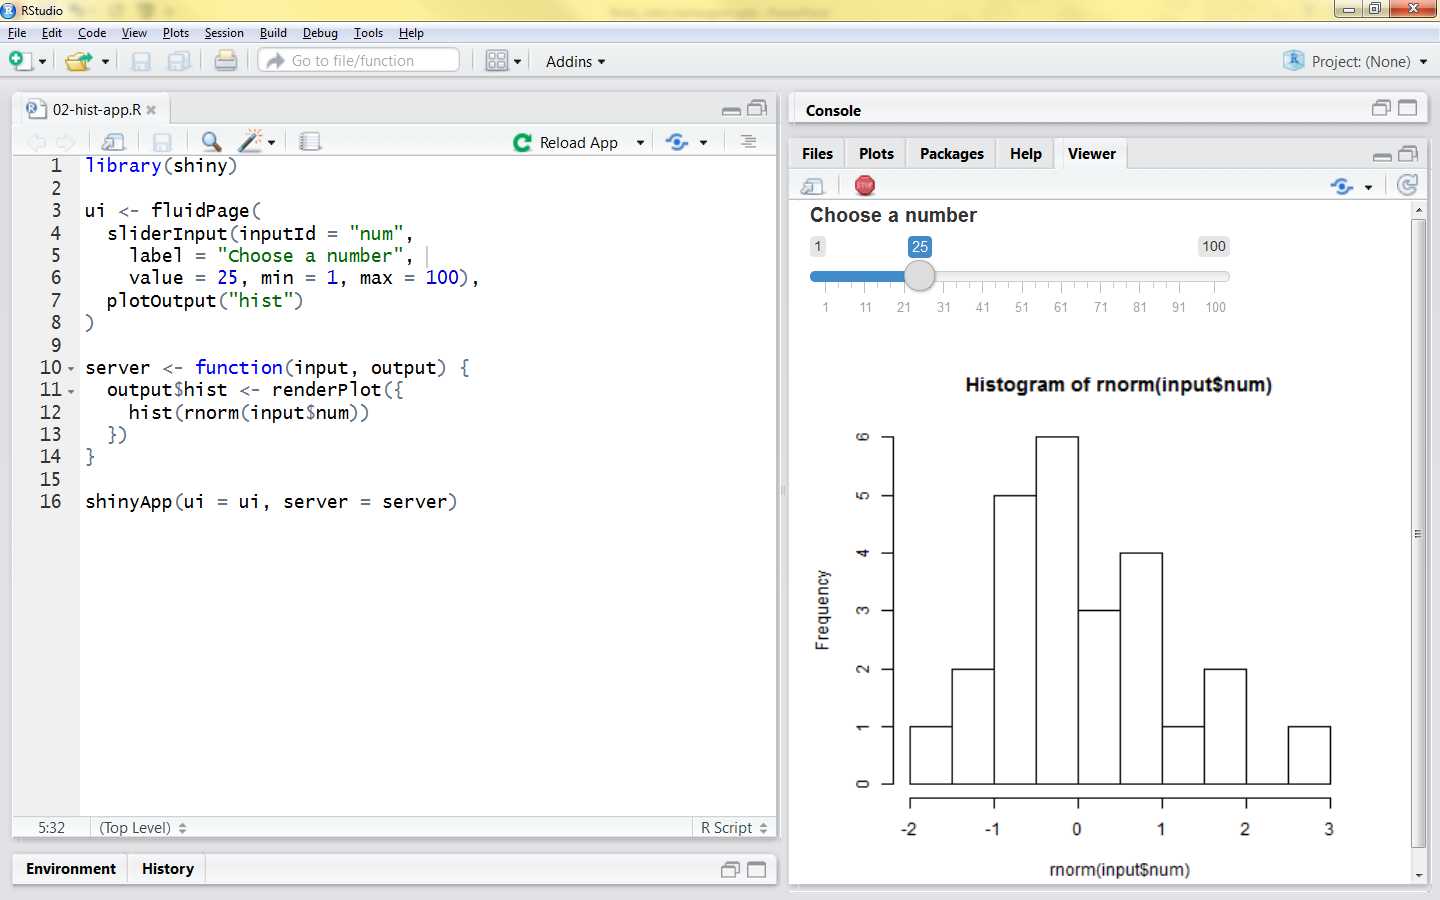 RStudio
File Edit Code View Plots Session Build Debug Tools Help
Go to file/function Addins Project: (None)
02-hist-app.R
Reload App
1 library(shiny)
2
3 ui <- fluidPage(
4 sliderInput(inputId = "num",
5 label = "Choose a number",
6 value = 25, min = 1, max = 100),
7 plotOutput("hist")
8 )
9
10 server <- function(input, output) {
11 output$hist <- renderPlot({
12 hist(rnorm(input$num))
13 })
14 }
15
16 shinyApp(ui = ui, server = server)
5:32 (Top Level) R Script
Environment History
Console
Files Plots Packages Help Viewer
STOP
Choose a number
1 25 100
1 11 21 31 41 51 61 71 81 91 100
Histogram of rnorm(input$num)
Frequency
6
5
4
3
2
1
0
-2 -1 0 1 2 3
rnorm(input$num)